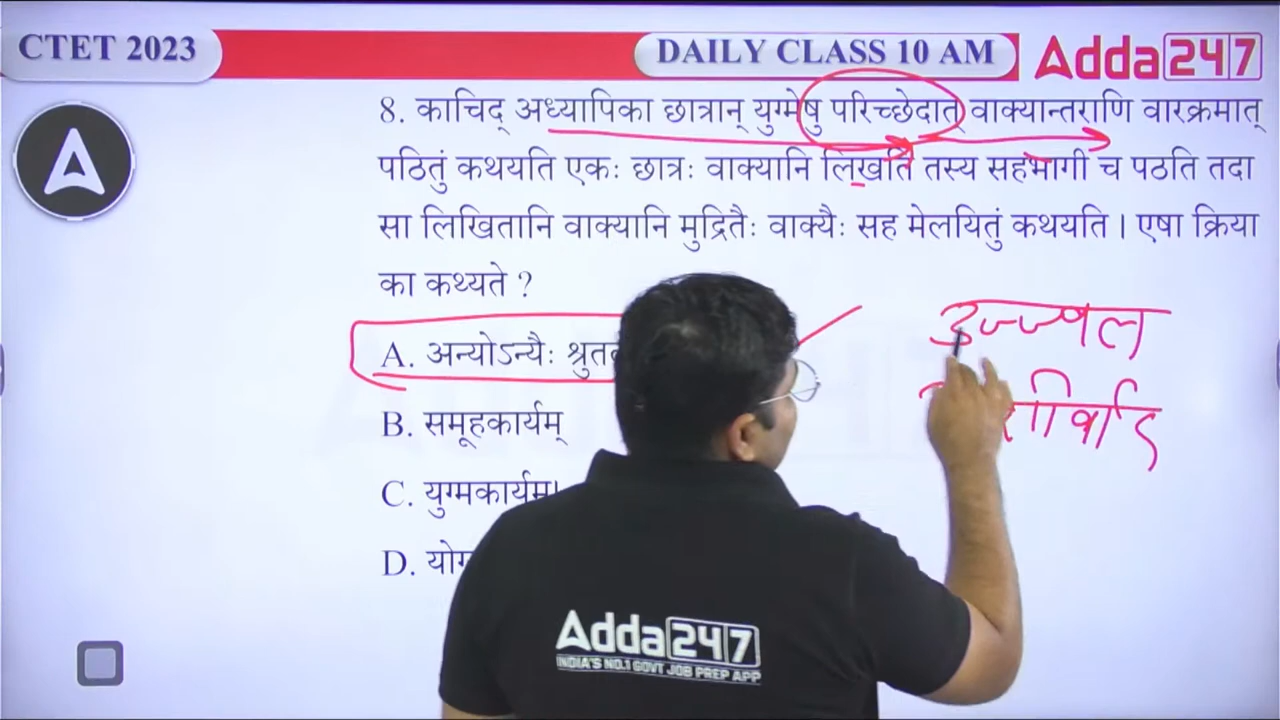 CTET 2023
DAILY CLASS 10 AM
Adda247
8. काचिद् अध्यापिका छात्रान् युग्मेषु परिच्छेदात् वाक्यान्तराणि वारक्रमात्
पठितुं कथयति एकः छात्रः वाक्यानि लिखति तस्य सहभागी च पठति तदा
सा लिखितानि वाक्यानि मुद्रितैः वाक्यैः सह मेलयितुं कथयति । एषा क्रिया
का कथ्यते ?
A. अन्योऽन्यैः
B. समूहकार्यम्
C. युग्मकार्यम्।
D.
Adda247
INDIA'S NO.1 GOVT JOB PREP APP